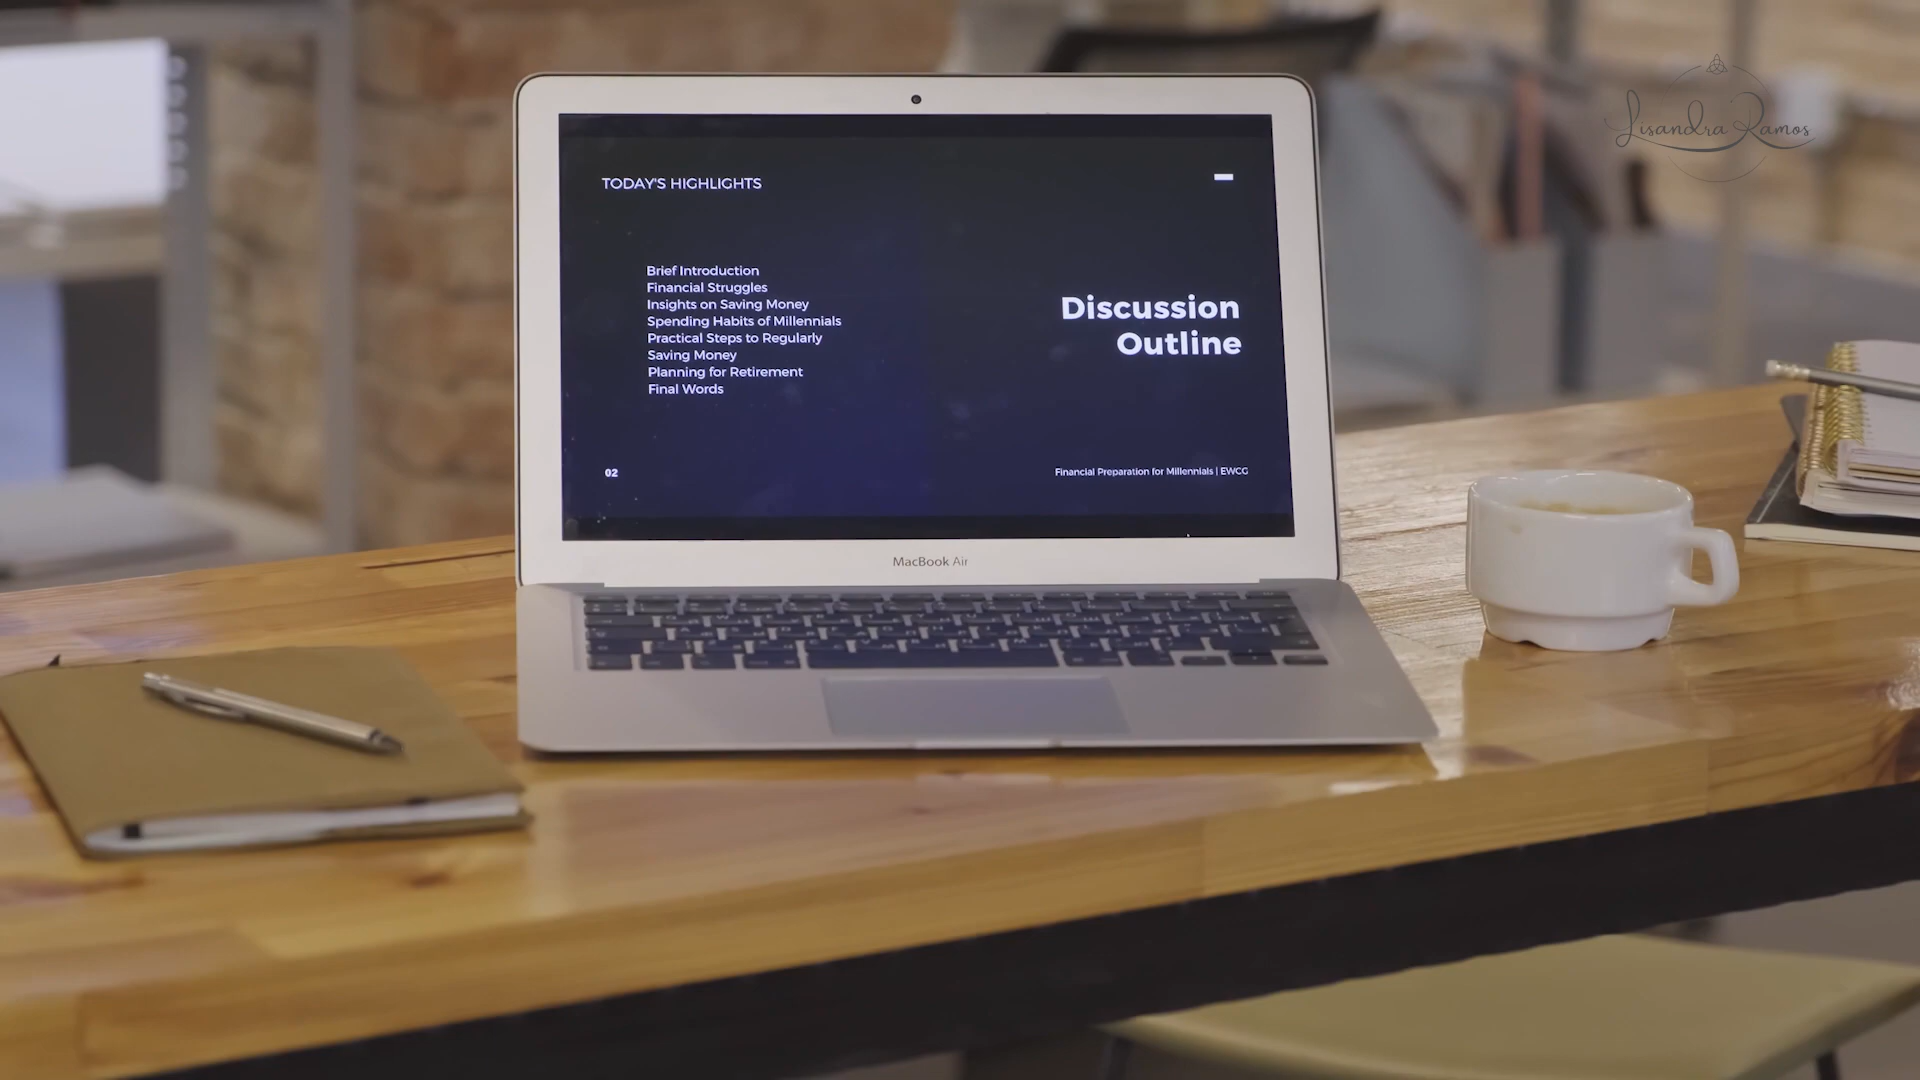 Lisandra Ramos
TODAY'S HIGHLIGHTS
Brief Introduction
Financial Struggles
Insights on Saving Money
Spending Habits of Millennials
Practical Steps to Regularly
Saving Money
Planning for Retirement
Final Words
Discussion
Outline
02
Financial Preparation for Millennials | EWCG
MacBook Air